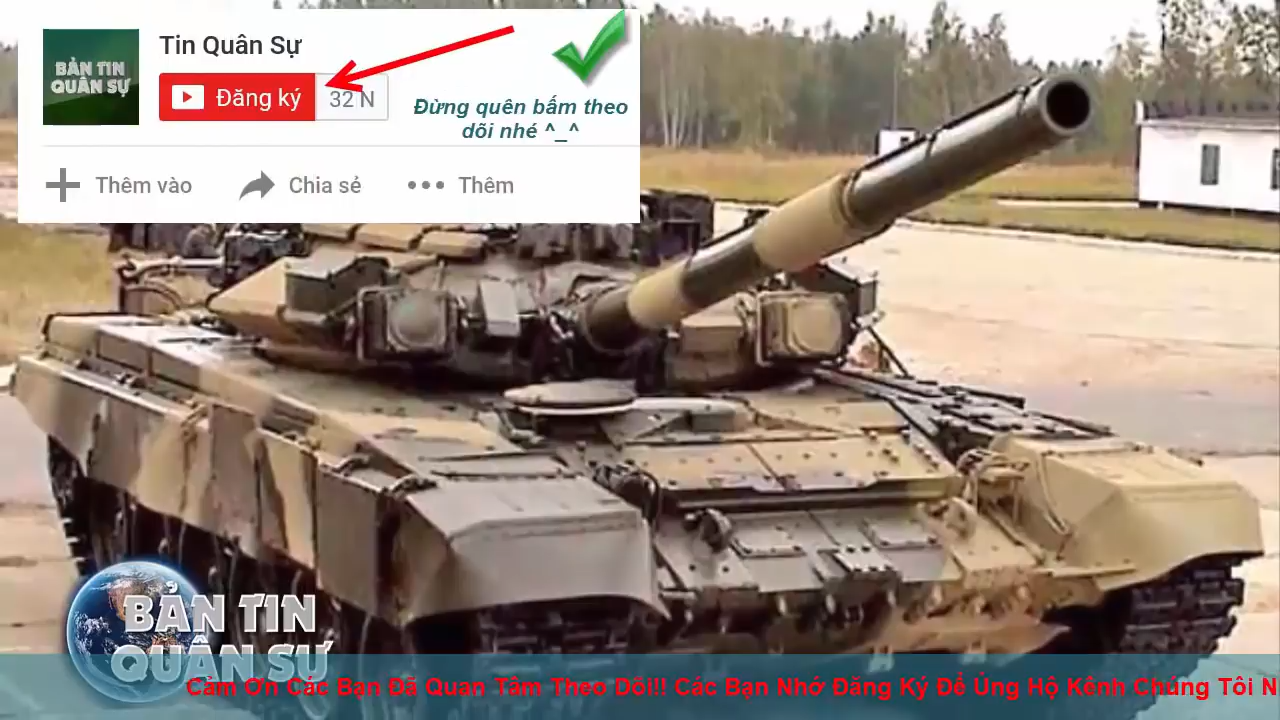 Tin Quân Sự
BẢN TIN
QUÂN SỰ
Đăng ký
32 N
Đừng quên bấm theo
dõi nhé ^_^
Thêm vào
Chia sẻ
Thêm
BẢN TIN
QUÂN SỰ
Cảm Ơn Các Bạn Đã Quan Tâm Theo Dõi!! Các Bạn Nhớ Đăng Ký Để Ủng Hộ Kênh Chúng Tôi N